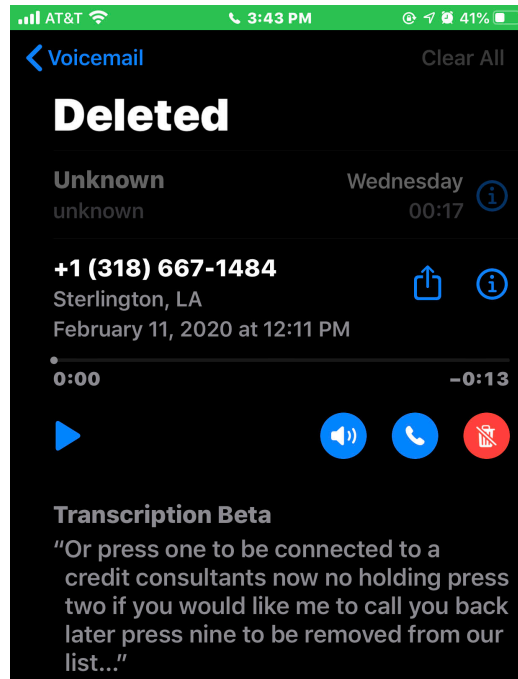 AT&T 3:43 PM 41%
Voicemail Clear All
Deleted
Unknown Wednesday
unknown 00:17
+1 (318) 667-1484
Sterlington, LA
February 11, 2020 at 12:11 PM
0:00 −0:13
Transcription Beta
“Or press one to be connected to a
credit consultants now no holding press
two if you would like me to call you back
later press nine to be removed from our
list...”